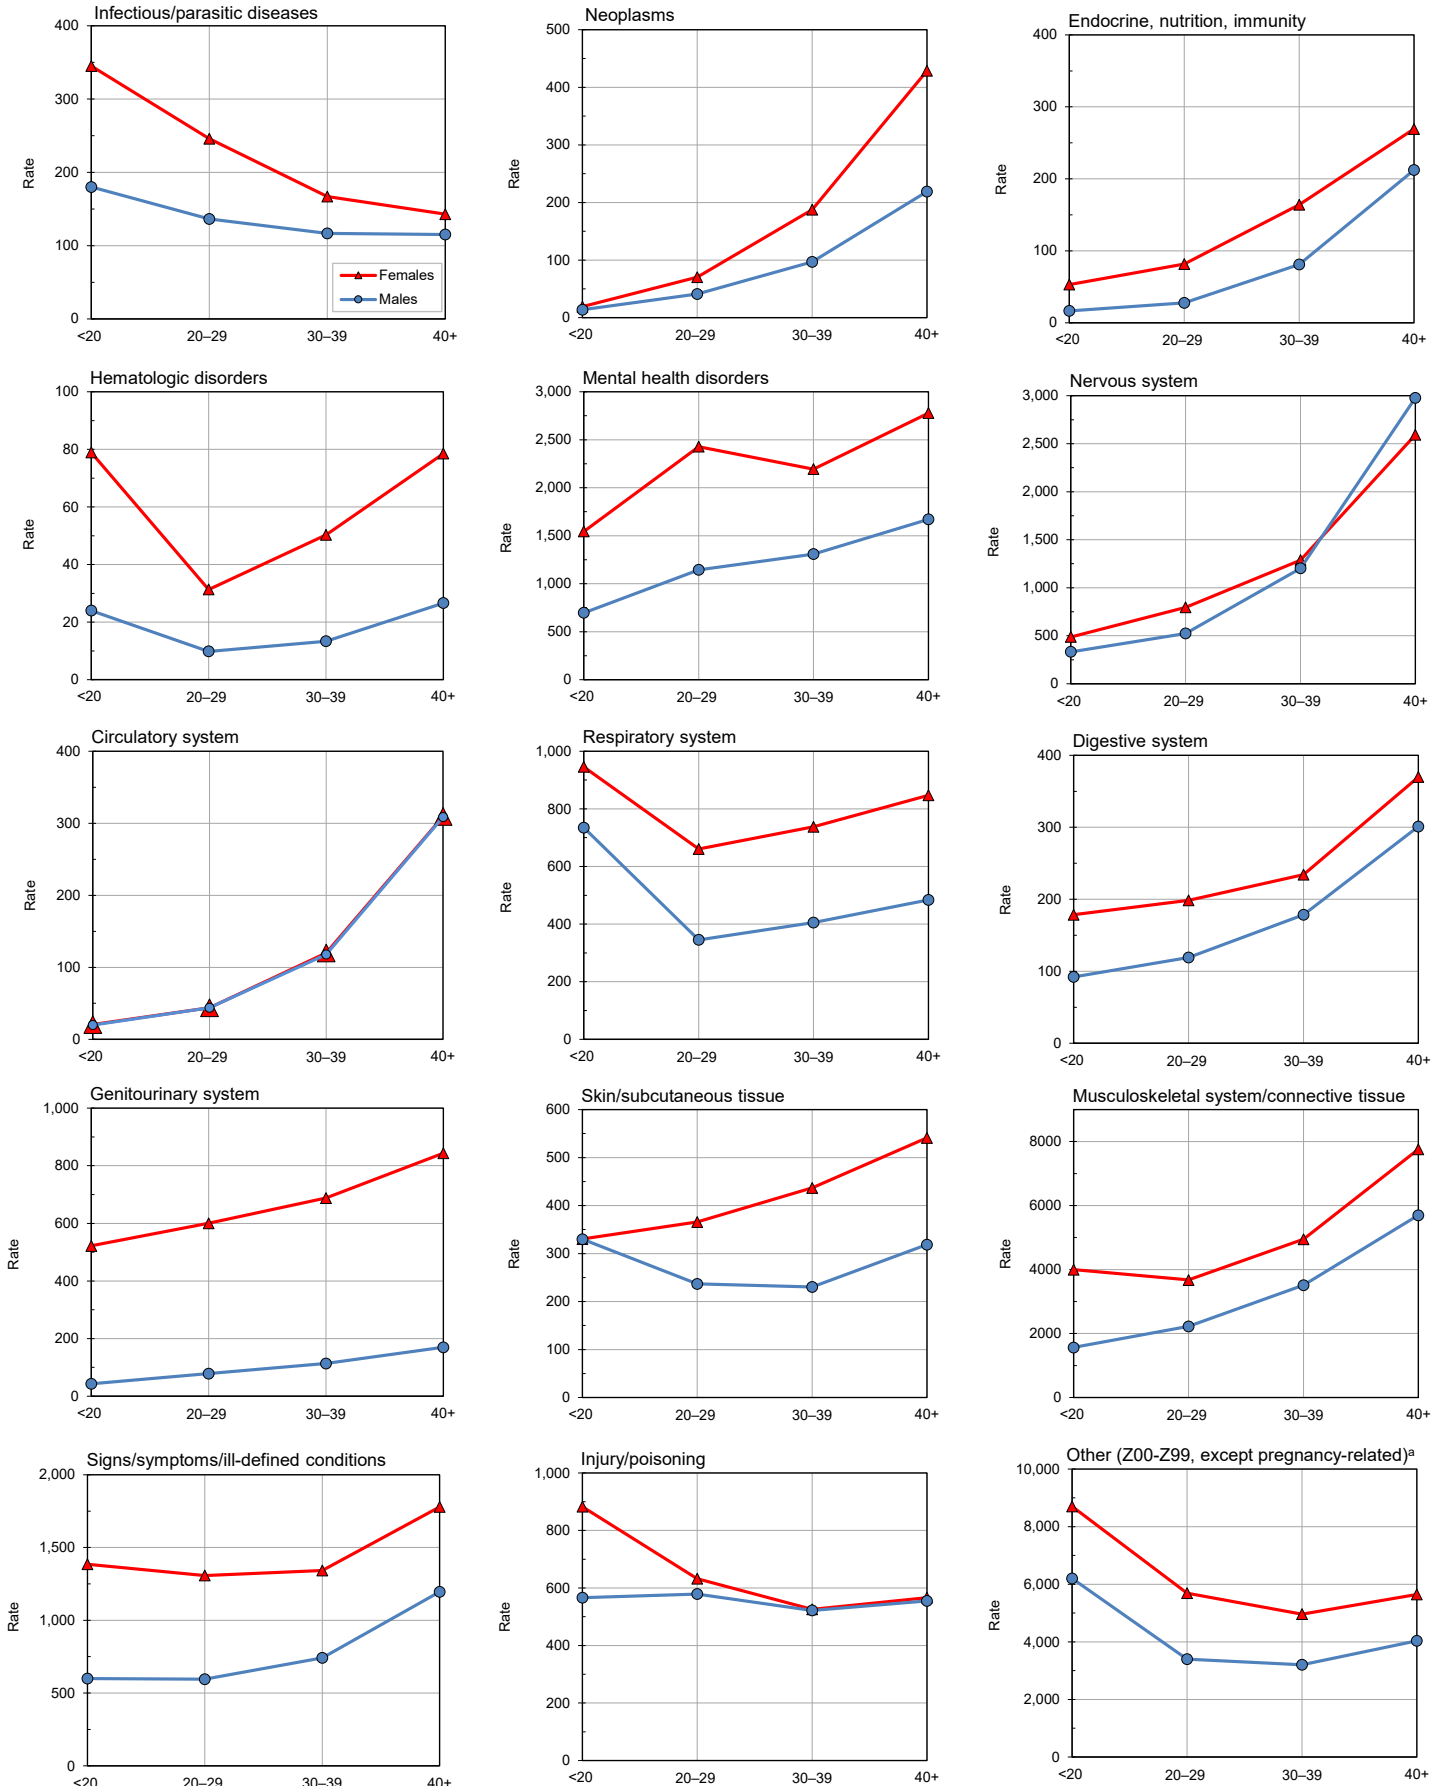 Infectious/parasitic diseases
400
300
200
100
0
Rate
Females
Males
<20 20–29 30–39 40+
Neoplasms
500
400
300
200
100
0
Rate
<20 20–29 30–39 40+
Endocrine, nutrition, immunity
400
300
200
100
0
Rate
<20 20–29 30–39 40+
Hematologic disorders
100
80
60
40
20
0
Rate
<20 20–29 30–39 40+
Mental health disorders
3,000
2,500
2,000
1,500
1,000
500
0
Rate
<20 20–29 30–39 40+
Nervous system
3,000
2,500
2,000
1,500
1,000
500
0
Rate
<20 20–29 30–39 40+
Circulatory system
400
300
200
100
0
Rate
<20 20–29 30–39 40+
Respiratory system
1,000
800
600
400
200
0
Rate
<20 20–29 30–39 40+
Digestive system
400
300
200
100
0
Rate
<20 20–29 30–39 40+
Genitourinary system
1,000
800
600
400
200
0
Rate
<20 20–29 30–39 40+
Skin/subcutaneous tissue
600
500
400
300
200
100
0
Rate
<20 20–29 30–39 40+
Musculoskeletal system/connective tissue
8000
6000
4000
2000
0
Rate
<20 20–29 30–39 40+
Signs/symptoms/ill-defined conditions
2,000
1,500
1,000
500
0
Rate
<20 20–29 30–39 40+
Injury/poisoning
1,000
800
600
400
200
0
Rate
<20 20–29 30–39 40+
Other (Z00-Z99, except pregnancy-related)ᵃ
10,000
8,000
6,000
4,000
2,000
0
Rate
<20 20–29 30–39 40+